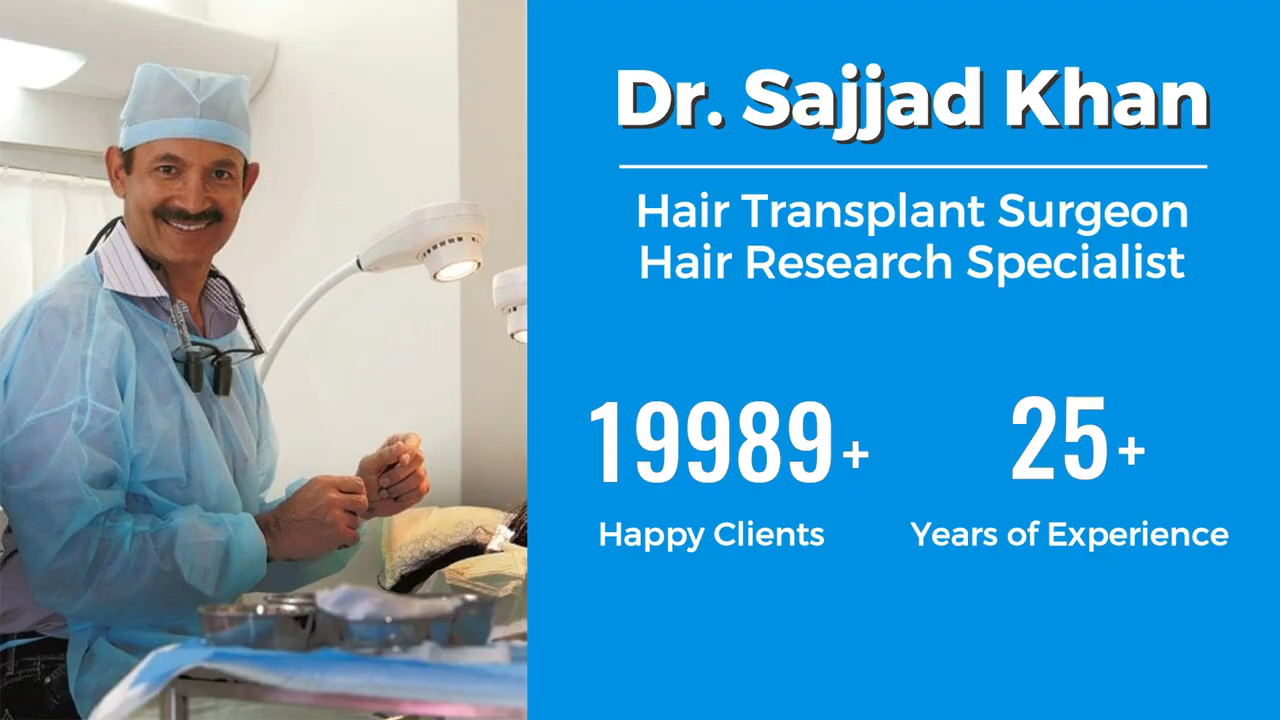 Dr. Sajjad Khan
Hair Transplant Surgeon
Hair Research Specialist
19989+
Happy Clients
25+
Years of Experience